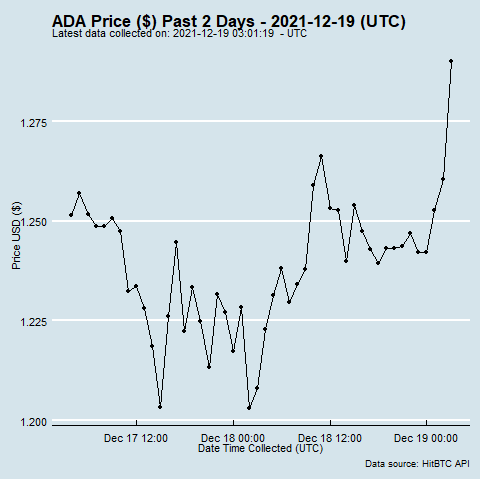 ADA Price ($) Past 2 Days - 2021-12-19 (UTC)
Latest data collected on: 2021-12-19 03:01:19  - UTC
1.275
1.250
1.225
1.200
Price USD ($)
Dec 17 12:00 Dec 18 00:00 Dec 18 12:00 Dec 19 00:00
Date Time Collected (UTC)
Data source: HitBTC API